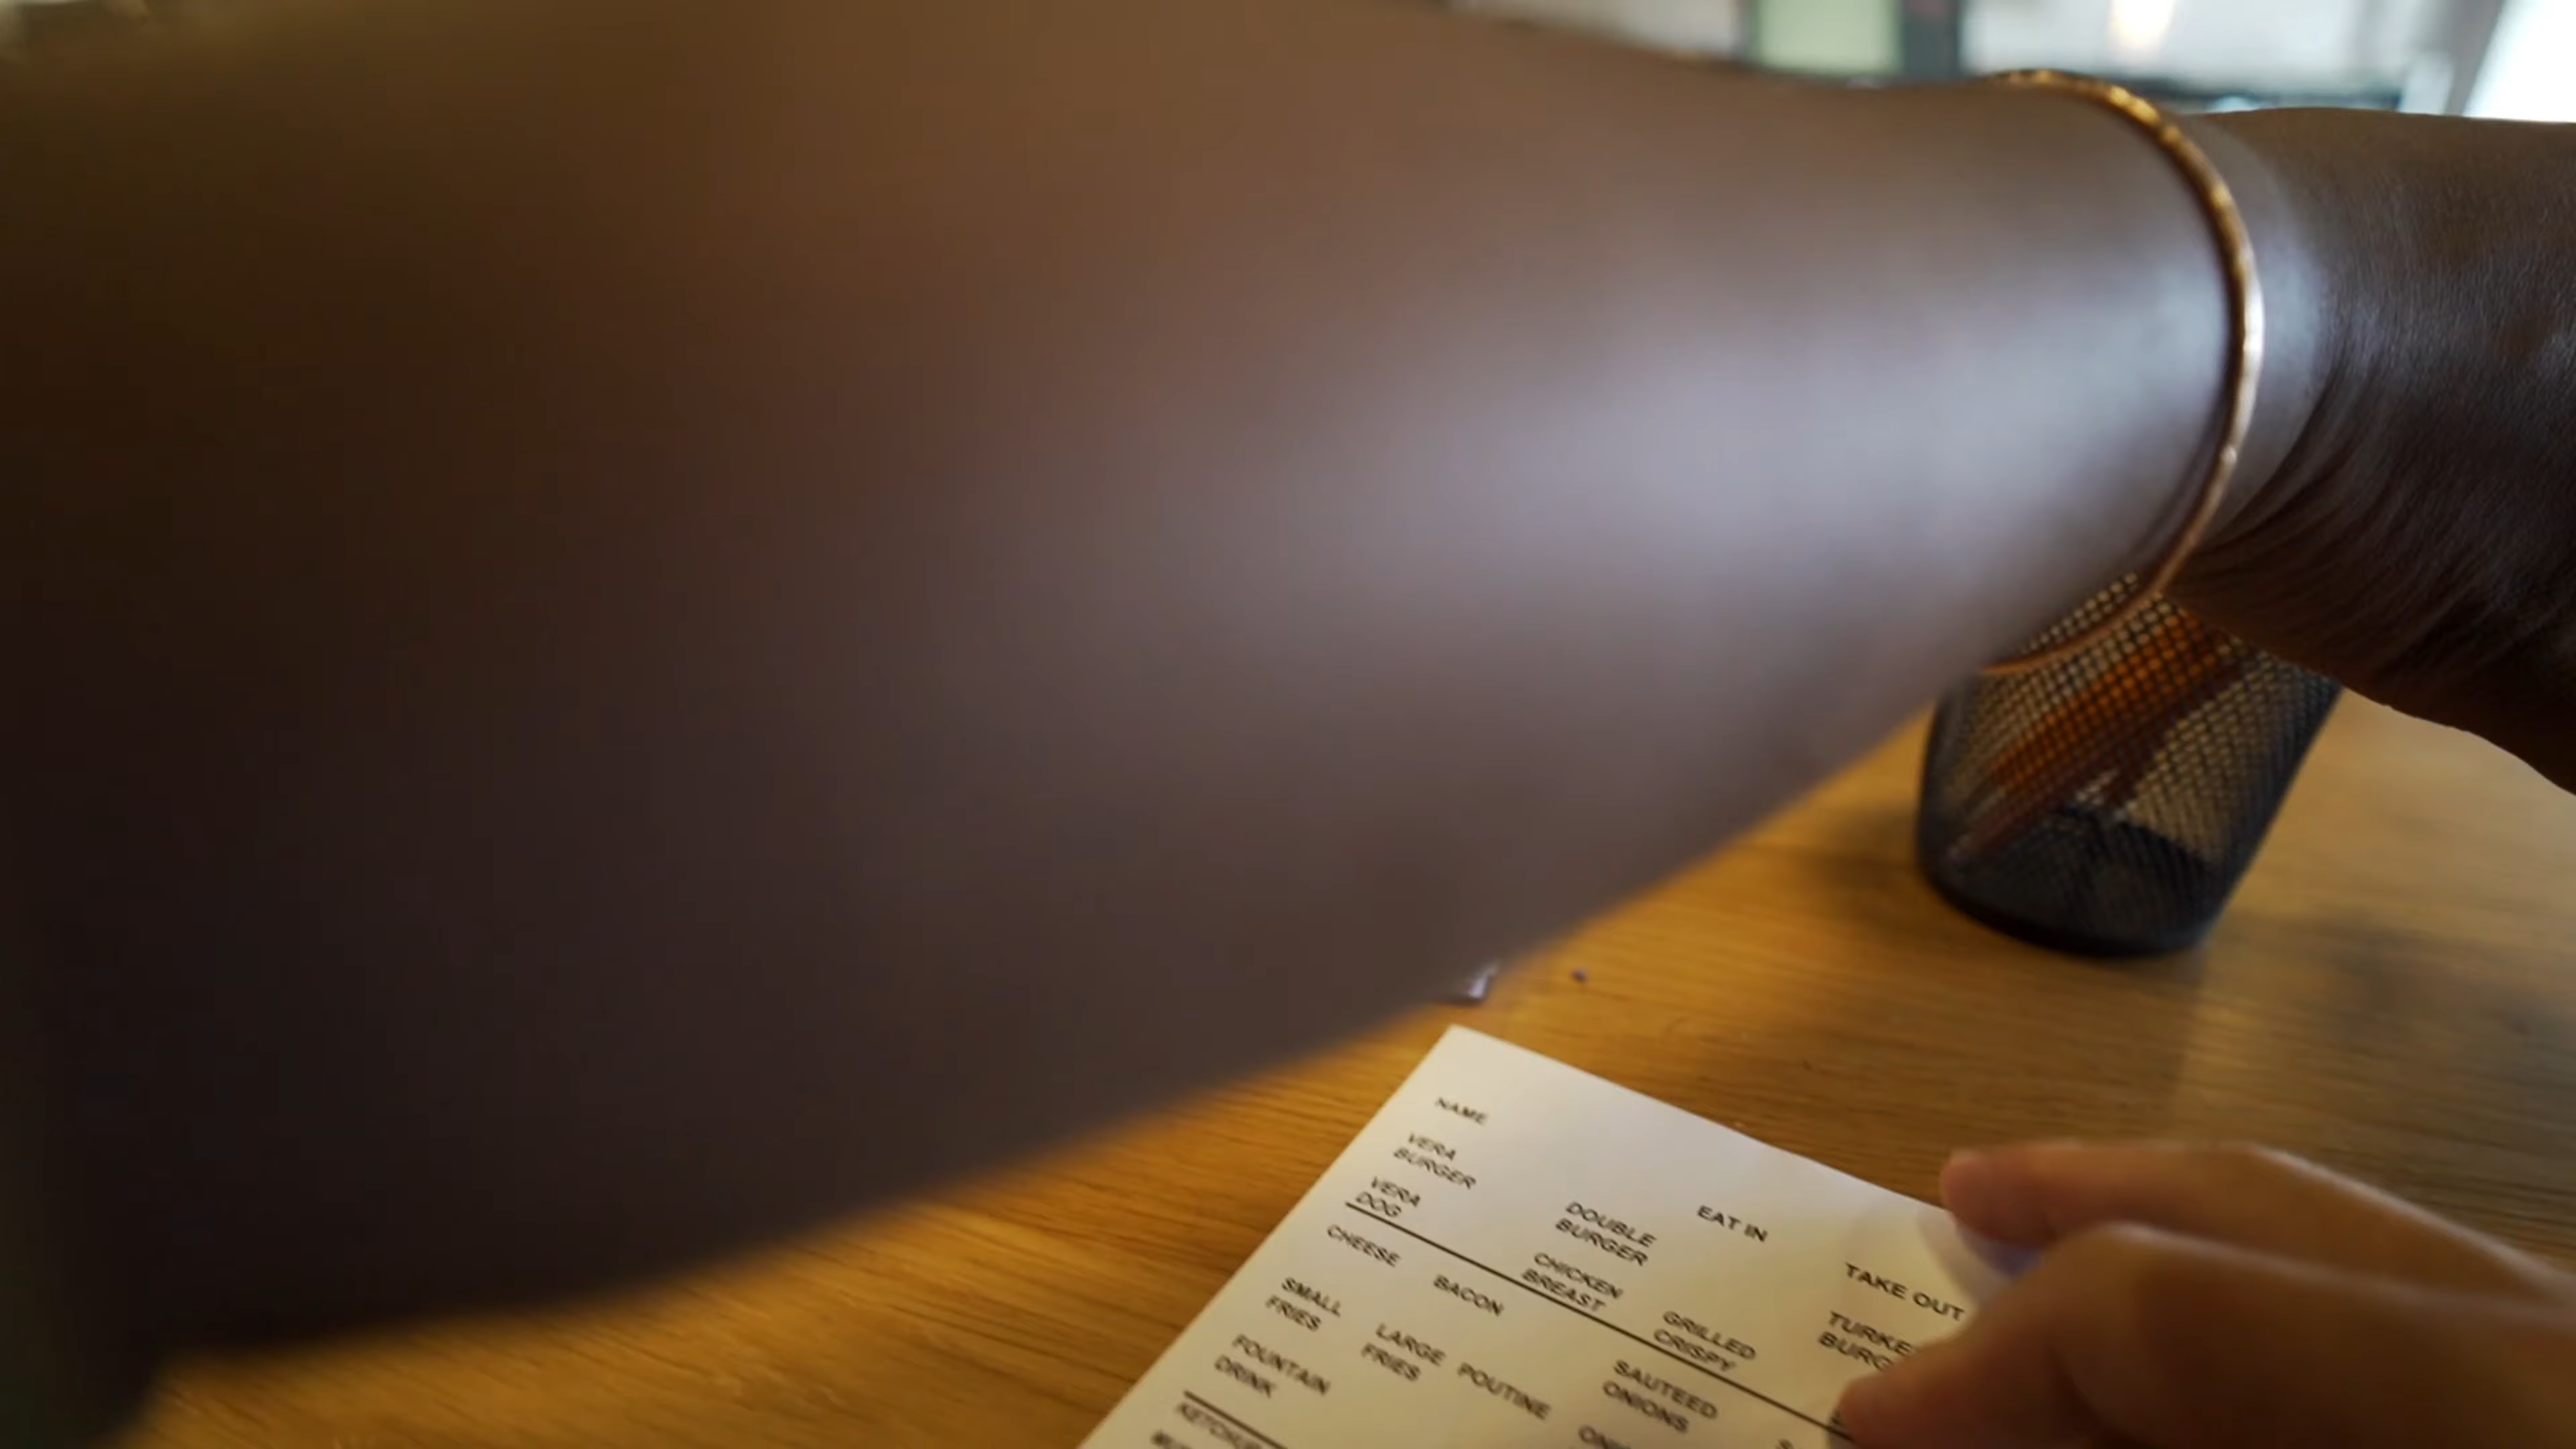 NAME
EAT IN
TAKE OUT
VERA
BURGER
DOUBLE
BURGER
VERA
DOG
CHICKEN
BREAST
GRILLED
CRISPY
CHEESE
BACON
SAUTEED
ONIONS
SMALL
FRIES
LARGE
FRIES
POUTINE
FOUNTAIN
DRINK